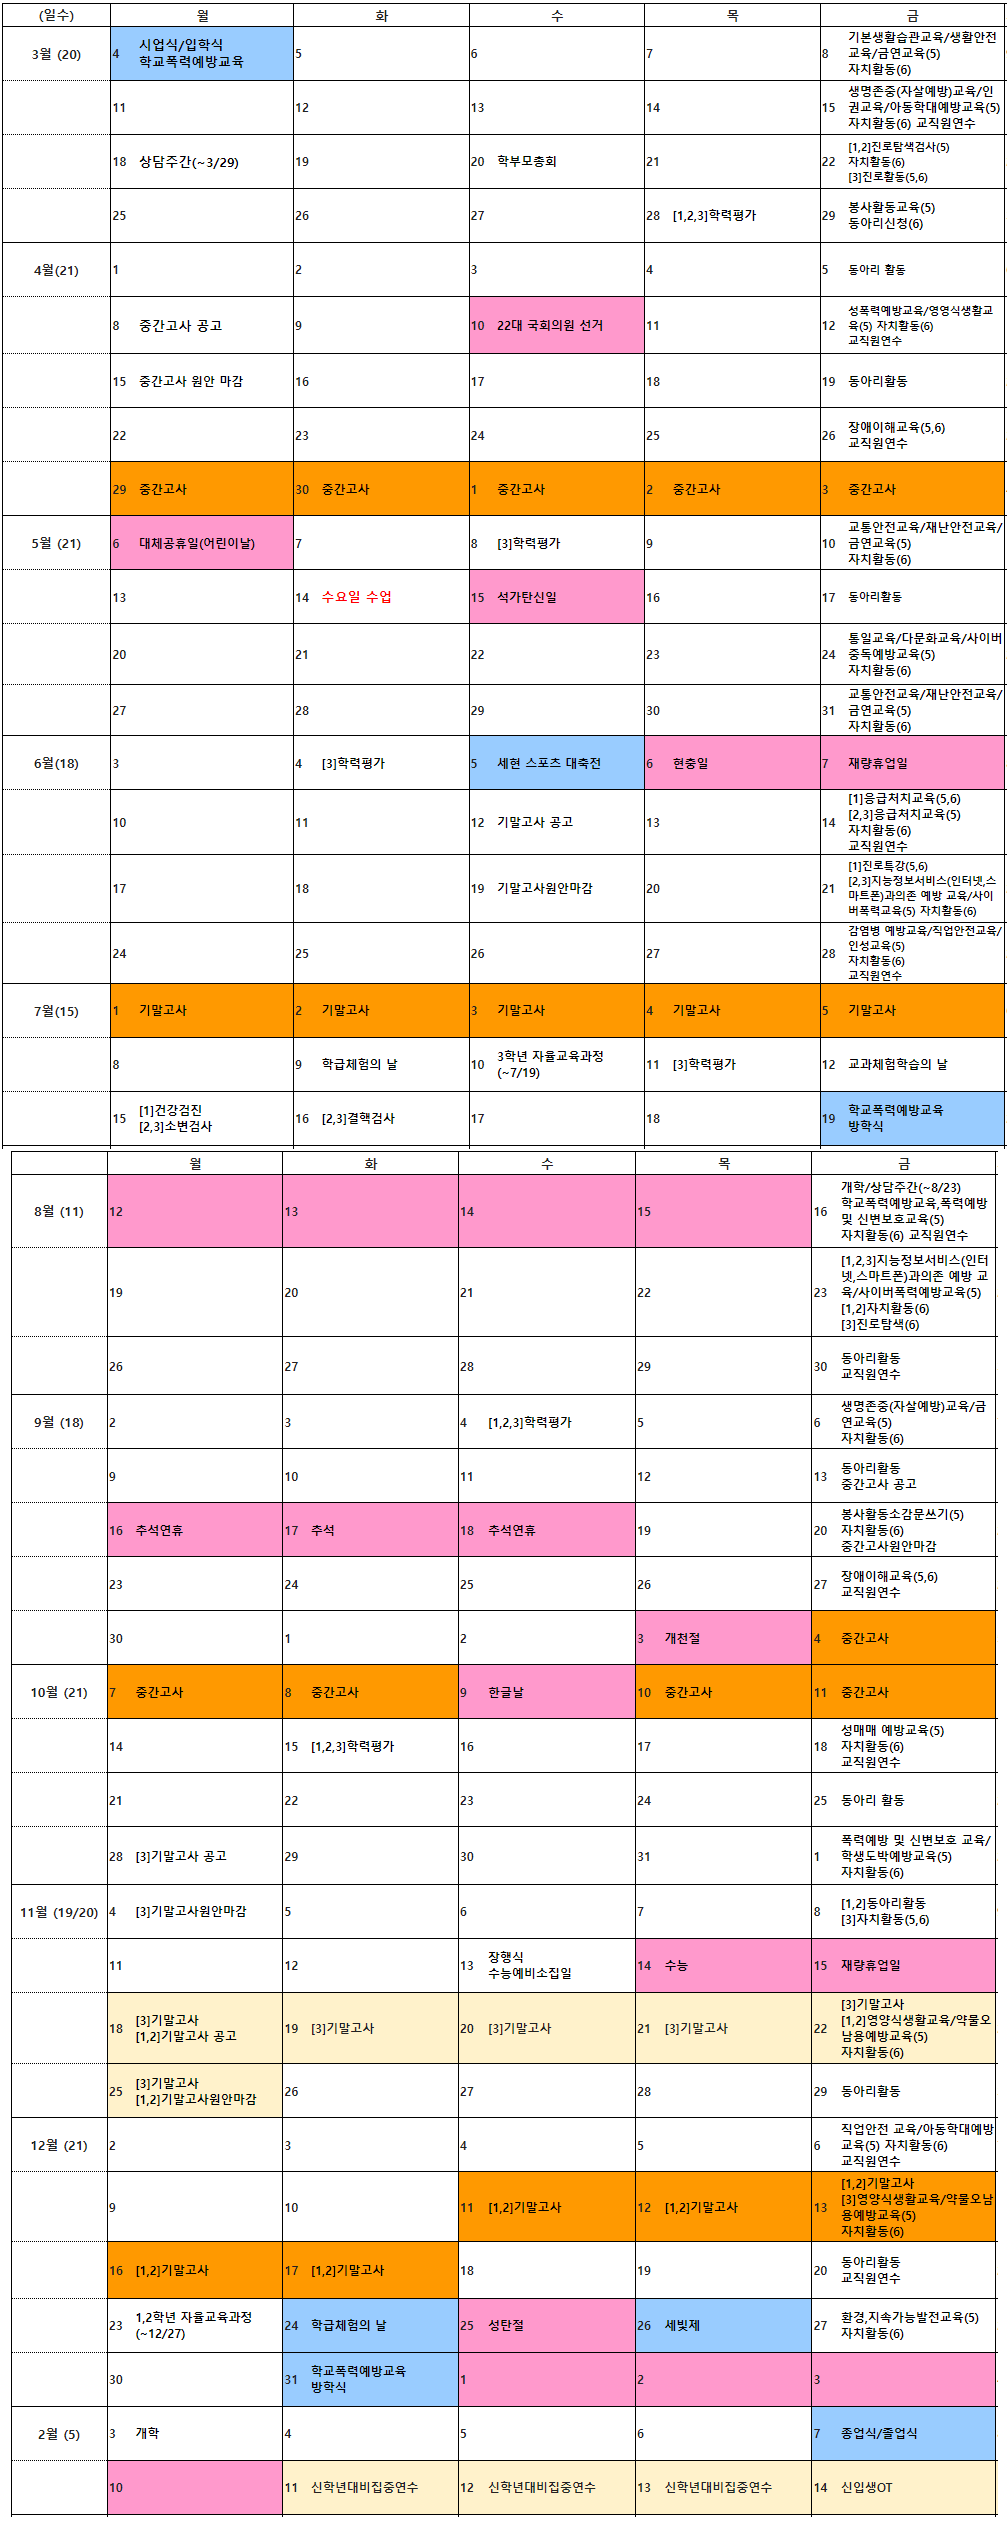 (일수) 월 화 수 목 금
3월 (20) 4 시업식/입학식 5 6 7 8 기본생활습관교육/생활안전
학교폭력예방교육 교육/금연교육(5)
자치활동(6)
11 12 13 14 15 생명존중(자살예방)교육/인
권교육/아동학대예방교육(5)
자치활동(6) 교직원연수
18 상담주간(~3/29) 19 20 학부모총회 21 22 [1,2]진로탐색검사(5)
자치활동(6)
[3]진로활동(5,6)
25 26 27 28 [1,2,3]학력평가 29 봉사활동교육(5)
동아리신청(6)
4월(21) 1 2 3 4 5 동아리 활동
8 중간고사 공고 9 10 22대 국회의원 선거 11 12 성폭력예방교육/영영식생활교
육(5) 자치활동(6)
교직원연수
15 중간고사 원안 마감 16 17 18 19 동아리활동
22 23 24 25 26 장애이해교육(5,6)
교직원연수
29 중간고사 30 중간고사 1 중간고사 2 중간고사 3 중간고사
5월 (21) 6 대체공휴일(어린이날) 7 8 [3]학력평가 9 10 교통안전교육/재난안전교육/
금연교육(5)
자치활동(6)
13 14 수요일 수업 15 석가탄신일 16 17 동아리활동
20 21 22 23 24 통일교육/다문화교육/사이버
중독예방교육(5)
자치활동(6)
27 28 29 30 31 교통안전교육/재난안전교육/
금연교육(5)
자치활동(6)
6월(18) 3 4 [3]학력평가 5 세현 스포츠 대축전 6 현충일 7 재량휴업일
10 11 12 기말고사 공고 13 14 [1]응급처치교육(5,6)
[2,3]응급처치교육(5)
자치활동(6)
교직원연수
17 18 19 기말고사원안마감 20 21 [1]진로특강(5,6)
[2,3]지능정보서비스(인터넷,스
마트폰)과의존 예방 교육/사이
버폭력교육(5) 자치활동(6)
24 25 26 27 28 감염병 예방교육/직업안전교육/
인성교육(5)
자치활동(6)
교직원연수
7월(15) 1 기말고사 2 기말고사 3 기말고사 4 기말고사 5 기말고사
8 9 학급체험의 날 10 3학년 자율교육과정 11 [3]학력평가 12 교과체험학습의 날
(~7/19)
15 [1]건강검진 16 [2,3]결핵검사 17 18 19 학교폭력예방교육
[2,3]소변검사 방학식
월 화 수 목 금
8월 (11) 12 13 14 15 16 개학/상담주간(~8/23)
학교폭력예방교육,폭력예방
및 신변보호교육(5)
자치활동(6) 교직원연수
19 20 21 22 23 [1,2,3]지능정보서비스(인터
넷,스마트폰)과의존 예방 교
육/사이버폭력예방교육(5)
[1,2]자치활동(6)
[3]진로탐색(6)
26 27 28 29 30 동아리활동
교직원연수
9월 (18) 2 3 4 [1,2,3]학력평가 5 6 생명존중(자살예방)교육/금
연교육(5)
자치활동(6)
9 10 11 12 13 동아리활동
중간고사 공고
16 추석연휴 17 추석 18 추석연휴 19 20 봉사활동소감문쓰기(5)
자치활동(6)
중간고사원안마감
23 24 25 26 27 장애이해교육(5,6)
교직원연수
30 1 2 3 개천절 4 중간고사
10월 (21) 7 중간고사 8 중간고사 9 한글날 10 중간고사 11 중간고사
14 15 [1,2,3]학력평가 16 17 18 성매매 예방교육(5)
자치활동(6)
교직원연수
21 22 23 24 25 동아리 활동
28 [3]기말고사 공고 29 30 31 1 폭력예방 및 신변보호 교육/
학생도박예방교육(5)
자치활동(6)
11월 (19/20) 4 [3]기말고사원안마감 5 6 7 8 [1,2]동아리활동
[3]자치활동(5,6)
11 12 13 장행식 14 수능 15 재량휴업일
수능예비소집일
18 [3]기말고사 19 [3]기말고사 20 [3]기말고사 21 [3]기말고사 22 [3]기말고사
[1,2]기말고사 공고 [1,2]영양식생활교육/약물오
남용예방교육(5)
자치활동(6)
25 [3]기말고사 26 27 28 29 동아리활동
[1,2]기말고사원안마감
12월 (21) 2 3 4 5 6 직업안전 교육/아동학대예방
교육(5) 자치활동(6)
교직원연수
9 10 11 [1,2]기말고사 12 [1,2]기말고사 13 [1,2]기말고사
[3]영양식생활교육/약물오남
용예방교육(5)
자치활동(6)
16 [1,2]기말고사 17 [1,2]기말고사 18 19 20 동아리활동
교직원연수
23 1,2학년 자율교육과정 24 학급체험의 날 25 성탄절 26 세빛제 27 환경,지속가능발전교육(5)
(~12/27) 자치활동(6)
30 31 학교폭력예방교육 1 2 3
방학식
2월 (5) 3 개학 4 5 6 7 종업식/졸업식
10 11 신학년대비집중연수 12 신학년대비집중연수 13 신학년대비집중연수 14 신입생OT